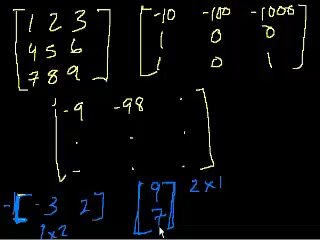 1 2 3 -10 -100 -1000
4 5 6 1 0 0
7 8 9 1 0 1
-9 -98 .
. . .
- . .
-1 [ -3 2 ] 9 2x1
1x2 7